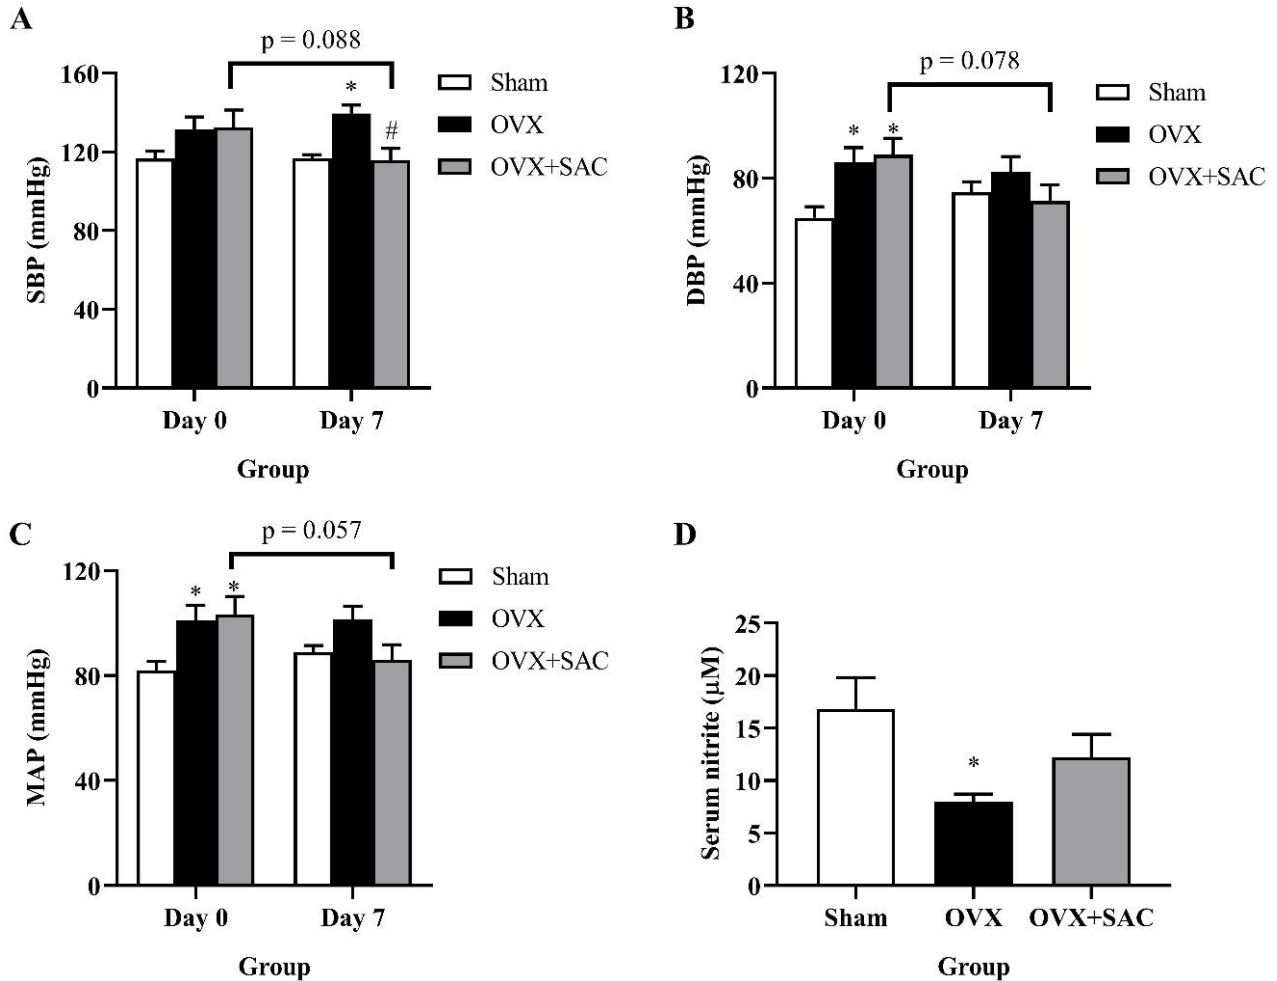 A
p = 0.088
160
120
80
40
0
SBP (mmHg)
*
#
Sham
OVX
OVX+SAC
Day 0
Day 7
Group
B
p = 0.078
120
80
40
0
DBP (mmHg)
*
*
Sham
OVX
OVX+SAC
Day 0
Day 7
Group
C
p = 0.057
120
80
40
0
MAP (mmHg)
*
*
Sham
OVX
OVX+SAC
Day 0
Day 7
Group
D
25
20
15
10
5
0
Serum nitrite (μM)
*
Sham
OVX
OVX+SAC
Group